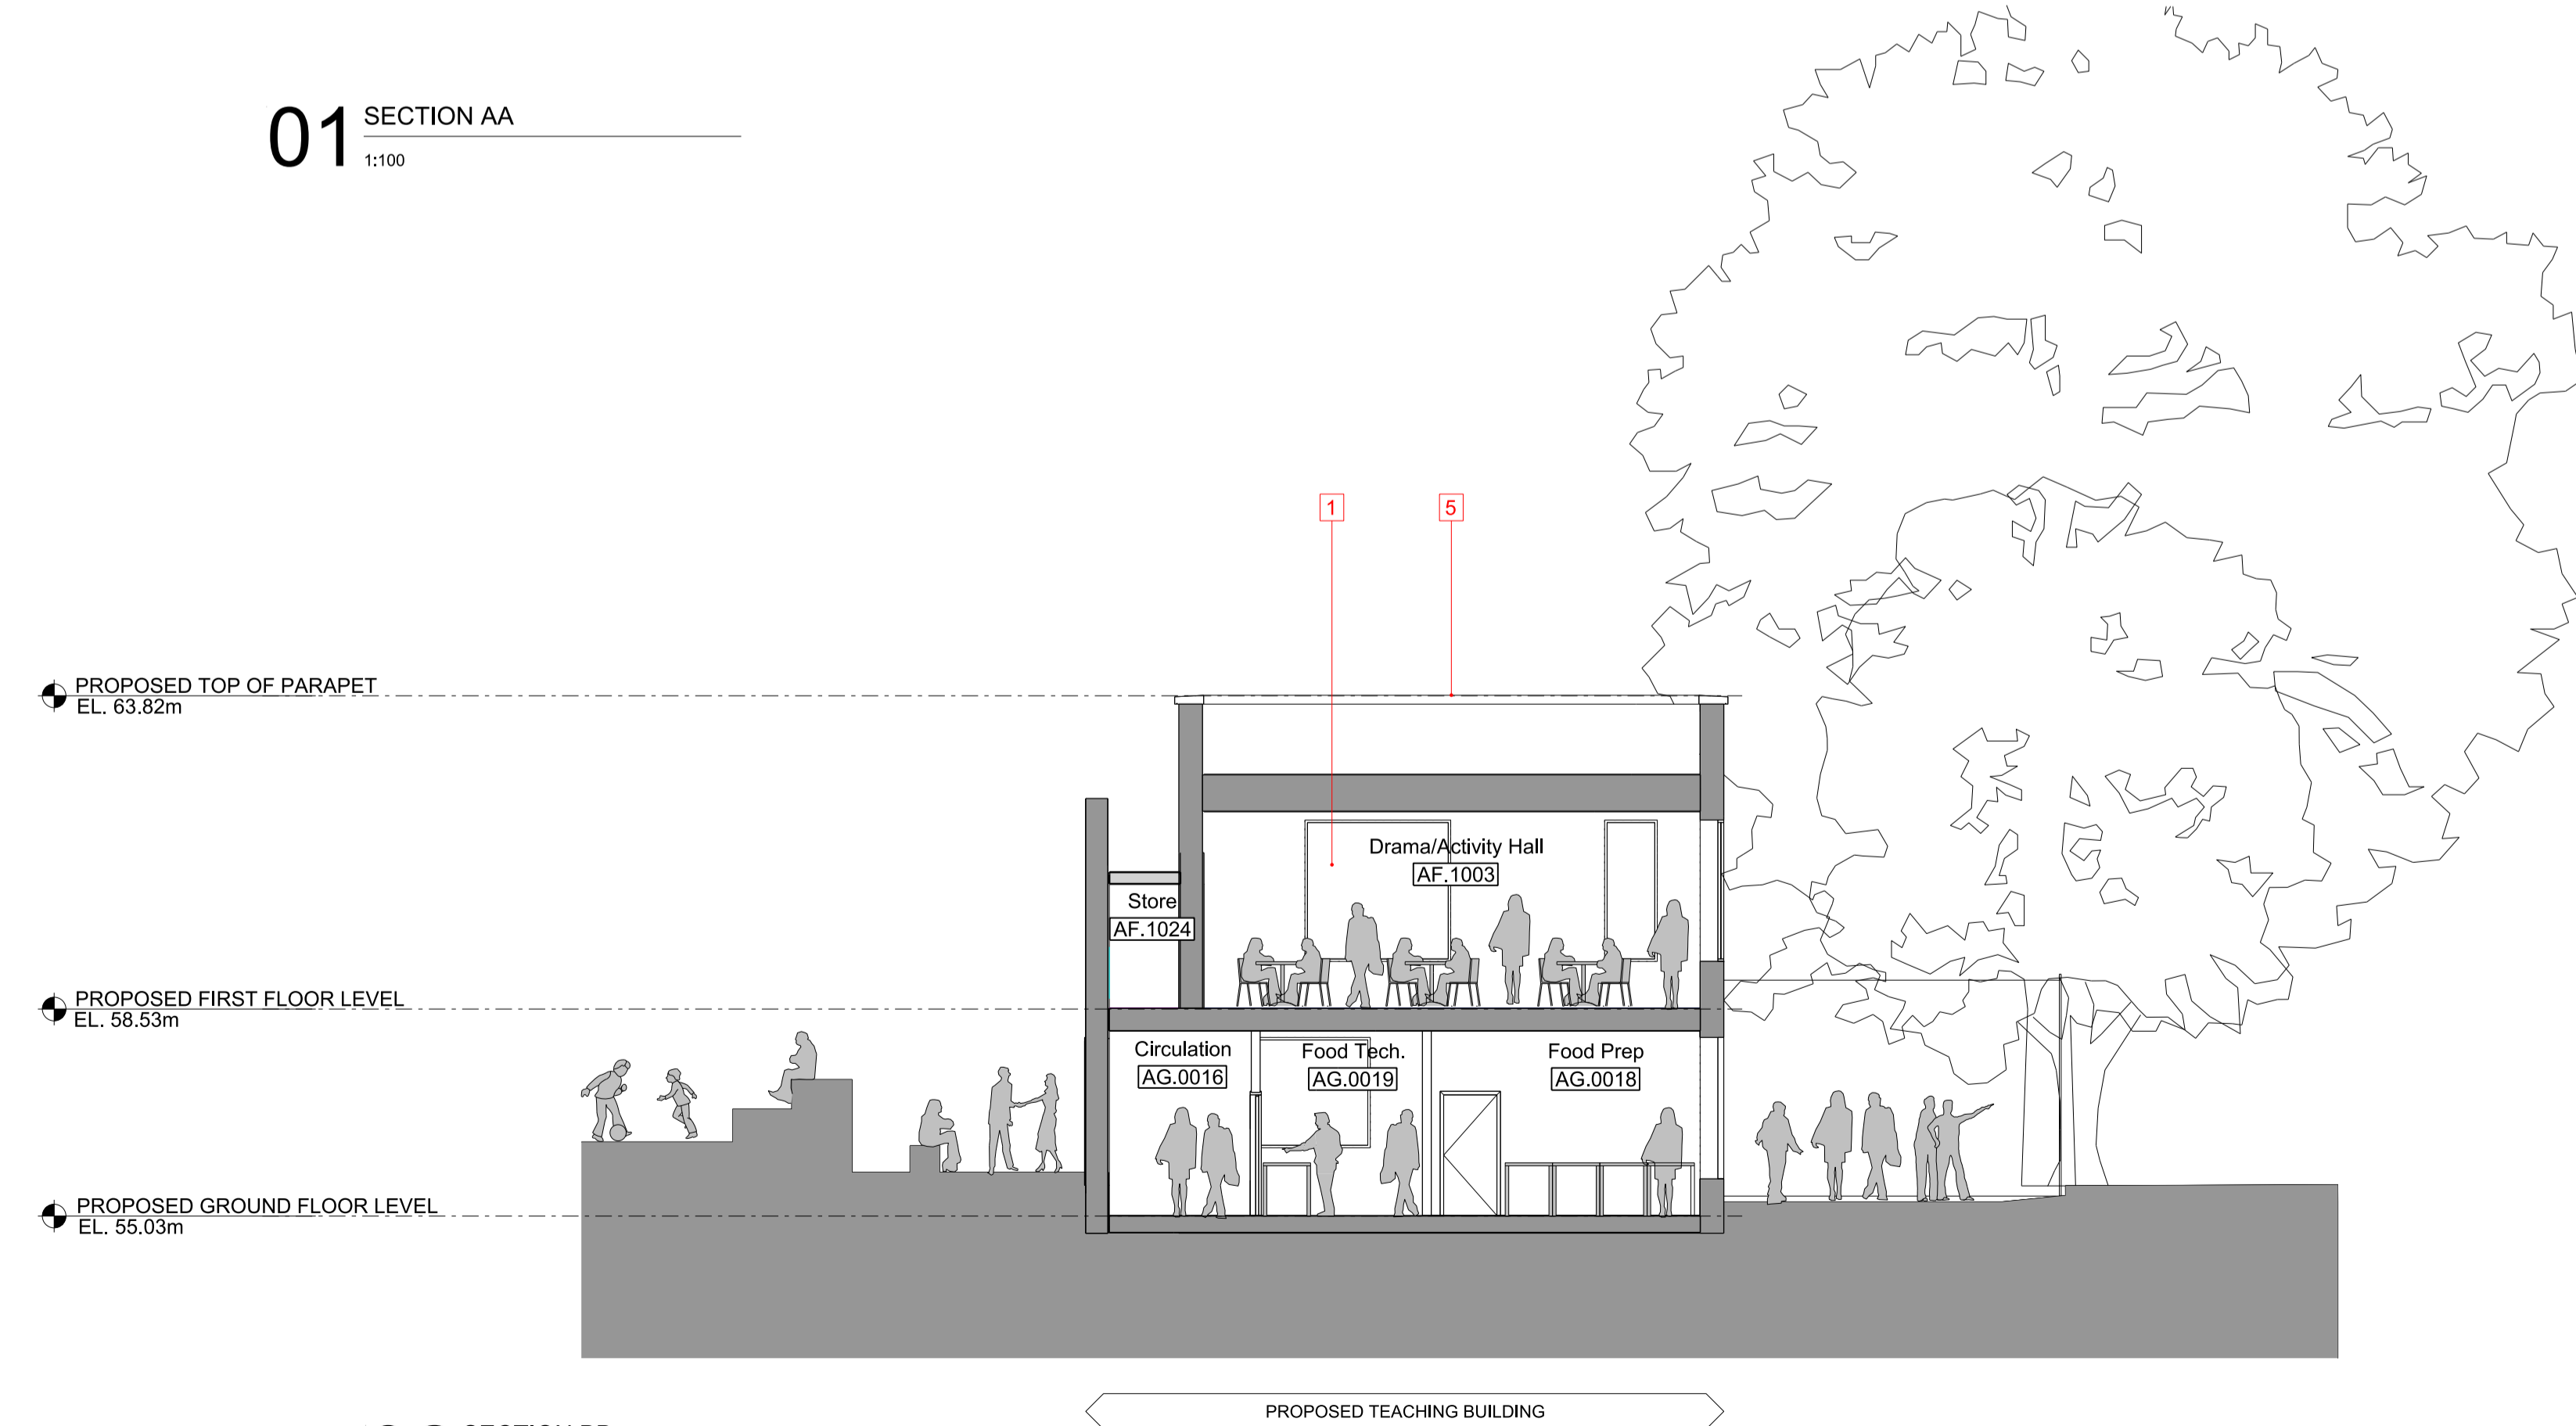 01 SECTION AA
1:100
1 5
PROPOSED TOP OF PARAPET
EL. 63.82m
Drama/Activity Hall
AF.1003
Store
AF.1024
PROPOSED FIRST FLOOR LEVEL
EL. 58.53m
Circulation Food Tech. Food Prep
AG.0016 AG.0019 AG.0018
PROPOSED GROUND FLOOR LEVEL
EL. 55.03m
PROPOSED TEACHING BUILDING